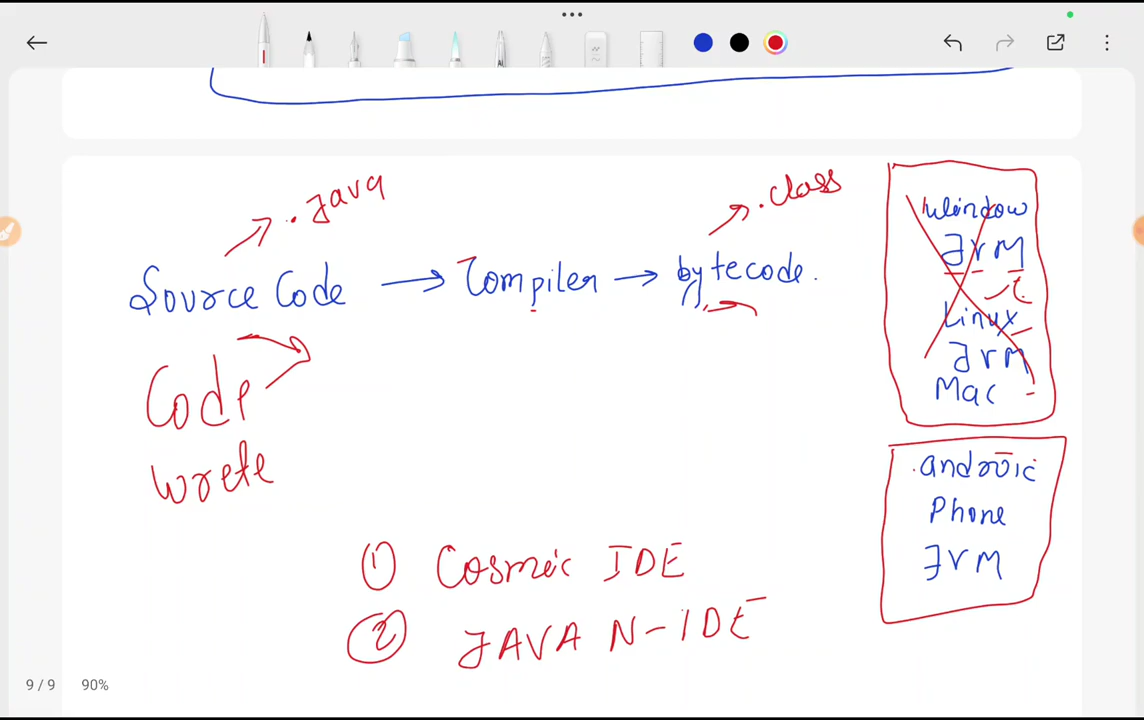 .Java
.class
Source Code → Compiler → bytecode.
Window
JVM
Linux
JVM
Mac
Code
Wrete
android
Phone
JVM
① Cosmic IDE
② JAVA N-IDE
9 / 9 90%